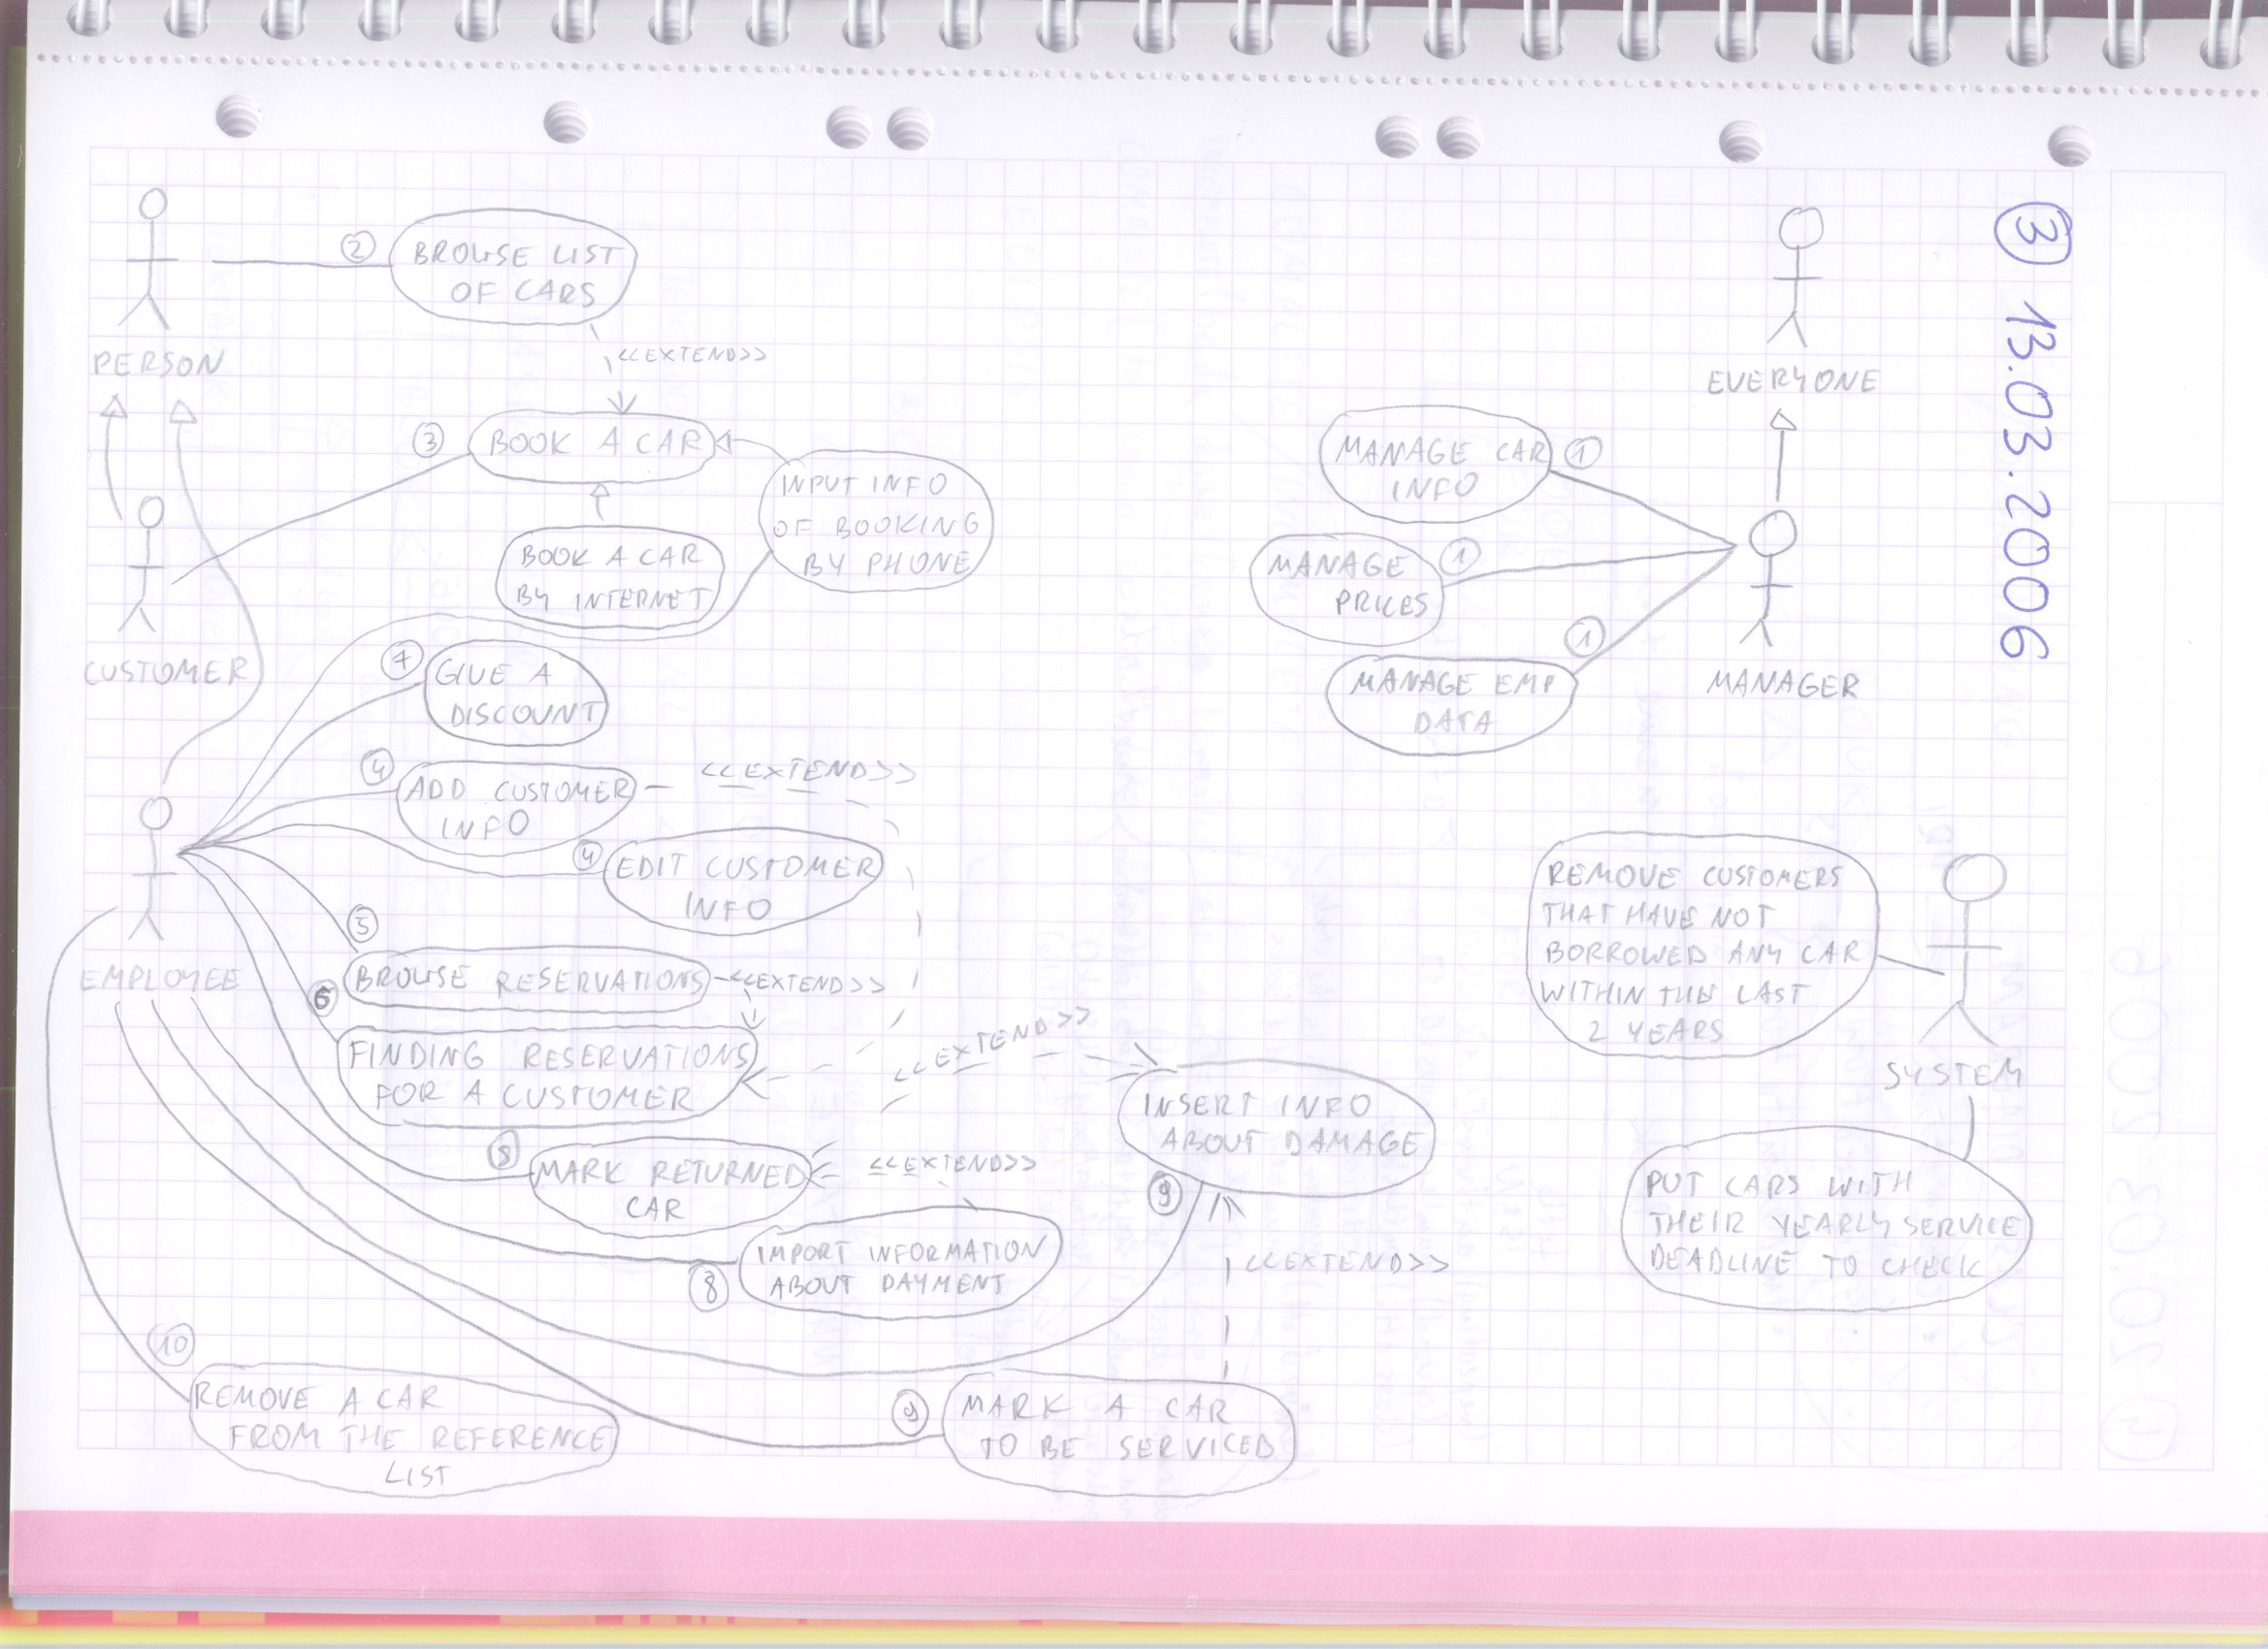 ③ 13.03.2006
② BROWSE LIST
OF CARS
<<EXTEND>>
PERSON
③ BOOK A CAR
INPUT INFO
OF BOOKING
BY PHONE
BOOK A CAR
BY INTERNET
CUSTOMER
⑦ GIVE A
DISCOUNT
④ ADD CUSTOMER
INFO
<<EXTEND>>
④ EDIT CUSTOMER
INFO
EMPLOYEE
⑤
BROWSE RESERVATIONS
<<EXTEND>>
⑥
FINDING RESERVATIONS
FOR A CUSTOMER
<<EXTEND>>
INSERT INFO
ABOUT DAMAGE
⑨
⑧ MARK RETURNED
CAR
<<EXTEND>>
IMPORT INFORMATION
ABOUT DAYMENT
⑧
<<EXTEND>>
⑩
REMOVE A CAR
FROM THE REFERENCE
LIST
⑨ MARK A CAR
TO BE SERVICED
EVERYONE
MANAGE CAR
INFO
①
MANAGE
PRICES
①
①
MANAGE EMP
DATA
MANAGER
REMOVE CUSTOMERS
THAT HAVE NOT
BORROWED ANY CAR
WITHIN THE LAST
2 YEARS
SYSTEM
PUT CARS WITH
THEIR YEARLY SERVICE
DEADLINE TO CHECK